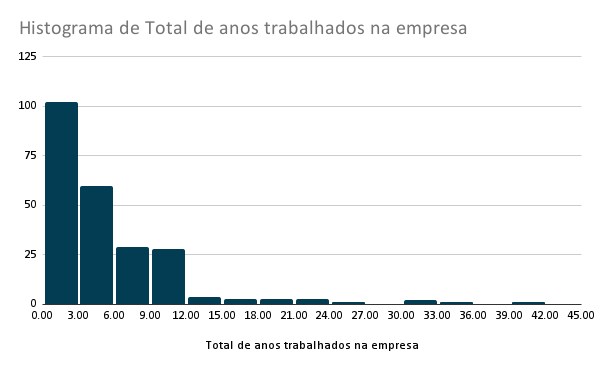 Histograma de Total de anos trabalhados na empresa
125
100
75
50
25
0
0.00 3.00 6.00 9.00 12.00 15.00 18.00 21.00 24.00 27.00 30.00 33.00 36.00 39.00 42.00 45.00
Total de anos trabalhados na empresa